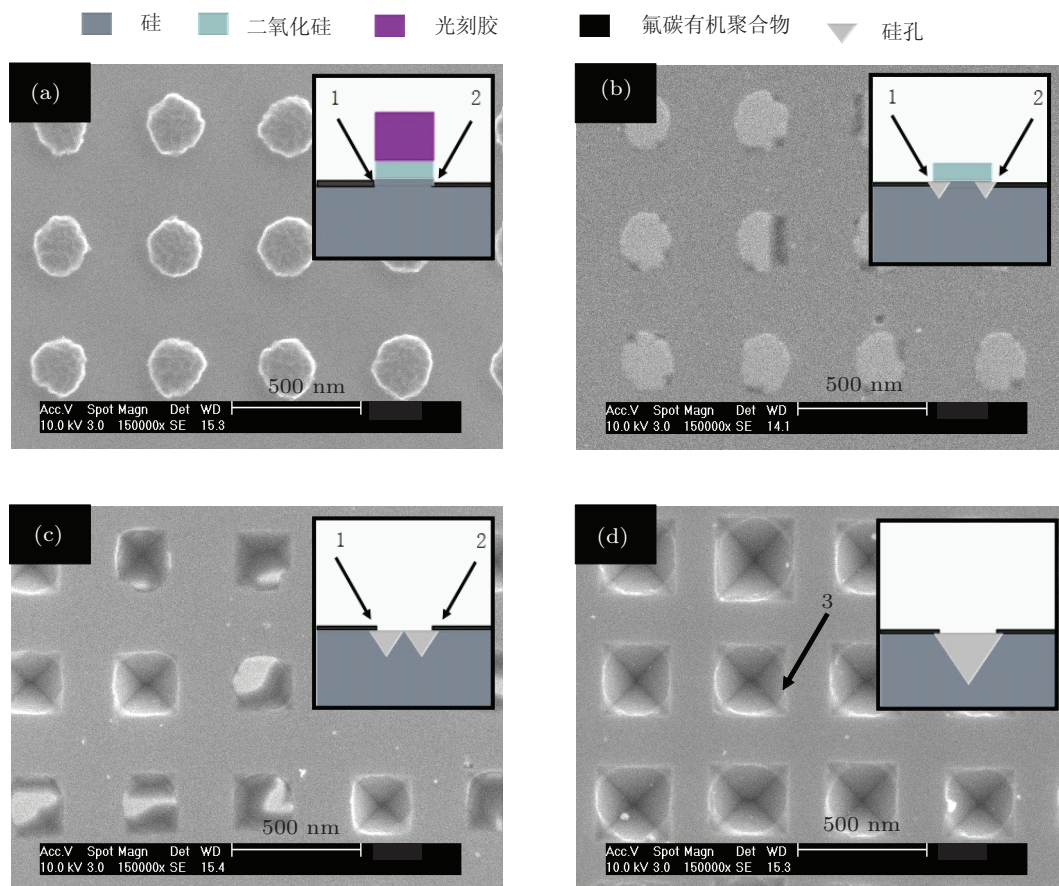 硅 二氧化硅 光刻胶 氟碳有机聚合物 硅孔
(a)
1 2
500 nm
Acc.V Spot Magn Det WD
10.0 kV 3.0 150000x SE 15.3
(b)
1 2
500 nm
Acc.V Spot Magn Det WD
10.0 kV 3.0 150000x SE 14.1
(c)
1 2
500 nm
Acc.V Spot Magn Det WD
10.0 kV 3.0 150000x SE 15.4
(d)
3
500 nm
Acc.V Spot Magn Det WD
10.0 kV 3.0 150000x SE 15.3